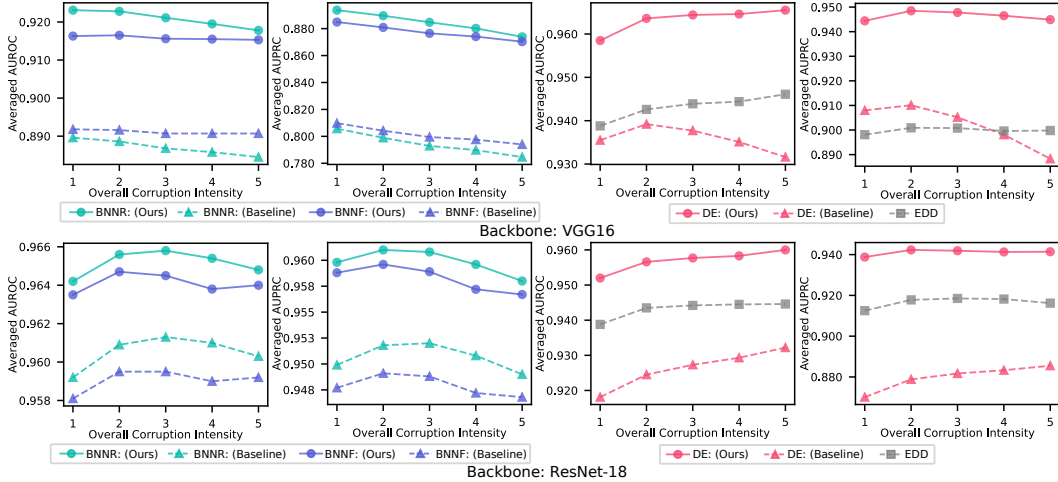 Averaged AUROC
0.920
0.910
0.900
0.890
1 2 3 4 5
Overall Corruption Intensity
Averaged AUPRC
0.880
0.860
0.840
0.820
0.800
0.780
1 2 3 4 5
Overall Corruption Intensity
BNNR: (Ours) BNNR: (Baseline) BNNF: (Ours) BNNF: (Baseline)
Averaged AUROC
0.960
0.950
0.940
0.930
1 2 3 4 5
Overall Corruption Intensity
Averaged AUPRC
0.950
0.940
0.930
0.920
0.910
0.900
0.890
1 2 3 4 5
Overall Corruption Intensity
DE: (Ours) DE: (Baseline) EDD
Backbone: VGG16
Averaged AUROC
0.966
0.964
0.962
0.960
0.958
1 2 3 4 5
Overall Corruption Intensity
Averaged AUPRC
0.960
0.958
0.955
0.953
0.950
0.948
1 2 3 4 5
Overall Corruption Intensity
BNNR: (Ours) BNNR: (Baseline) BNNF: (Ours) BNNF: (Baseline)
Averaged AUROC
0.960
0.950
0.940
0.930
0.920
1 2 3 4 5
Overall Corruption Intensity
Averaged AUPRC
0.940
0.920
0.900
0.880
1 2 3 4 5
Overall Corruption Intensity
DE: (Ours) DE: (Baseline) EDD
Backbone: ResNet-18